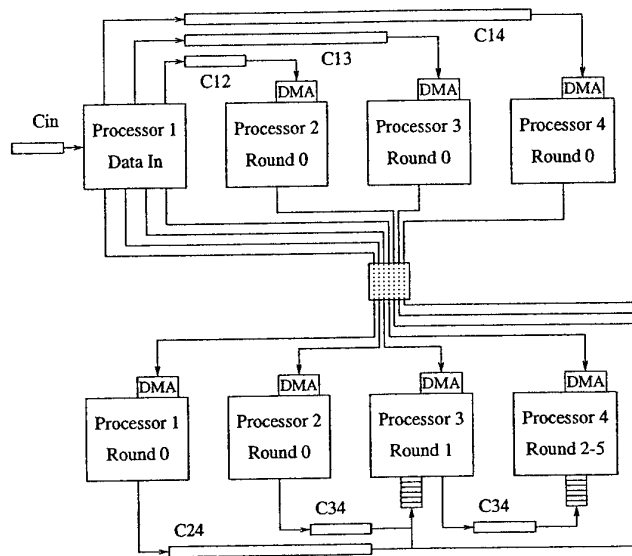 C14
C13
C12
DMA
DMA
DMA
Cin
Processor 1
Data In
Processor 2
Round 0
Processor 3
Round 0
Processor 4
Round 0
DMA
DMA
DMA
DMA
Processor 1
Round 0
Processor 2
Round 0
Processor 3
Round 1
Processor 4
Round 2-5
C24
C34
C34